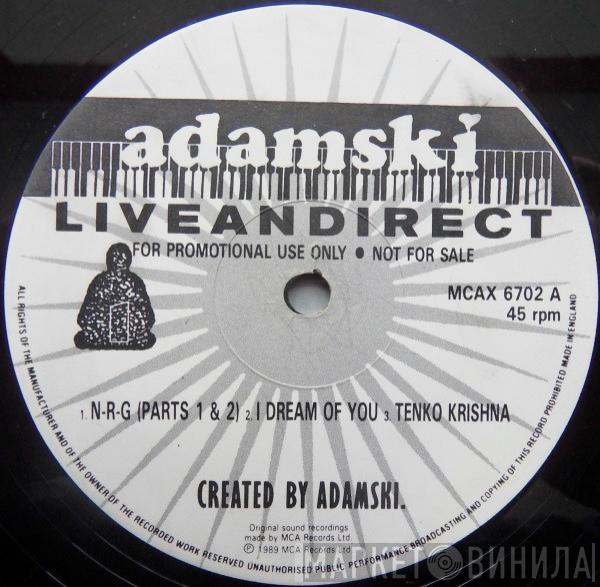 adamski
LIVEANDIRECT
FOR PROMOTIONAL USE ONLY ● NOT FOR SALE
MCAX 6702 A
45 rpm
1. N-R-G (PARTS 1 & 2) 2. I DREAM OF YOU 3. TENKO KRISHNA
CREATED BY ADAMSKI.
Original sound recordings
made by MCA Records Ltd
℗ 1989 MCA Records Ltd
ALL RIGHTS OF THE MANUFACTURER AND OF THE OWNER OF THE RECORDED WORK RESERVED UNAUTHORISED PUBLIC PERFORMANCE BROADCASTING AND COPYING OF THIS RECORD PROHIBITED MADE IN ENGLAND
МАРКЕТ ВИНИЛА